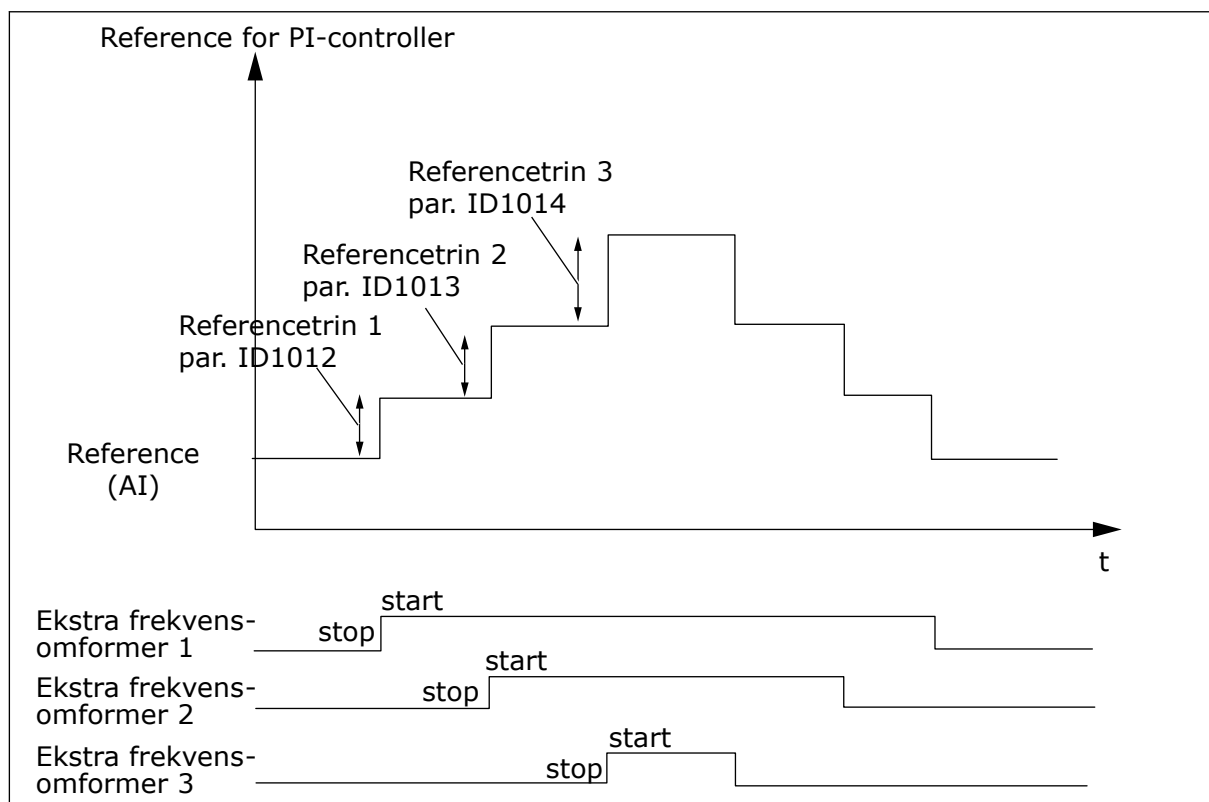 Reference for PI-controller
Referencetrin 3
par. ID1014
Referencetrin 2
par. ID1013
Referencetrin 1
par. ID1012
Reference
(AI)
t
Ekstra frekvens-
omformer 1
stop
start
Ekstra frekvens-
omformer 2
stop
start
Ekstra frekvens-
omformer 3
stop
start